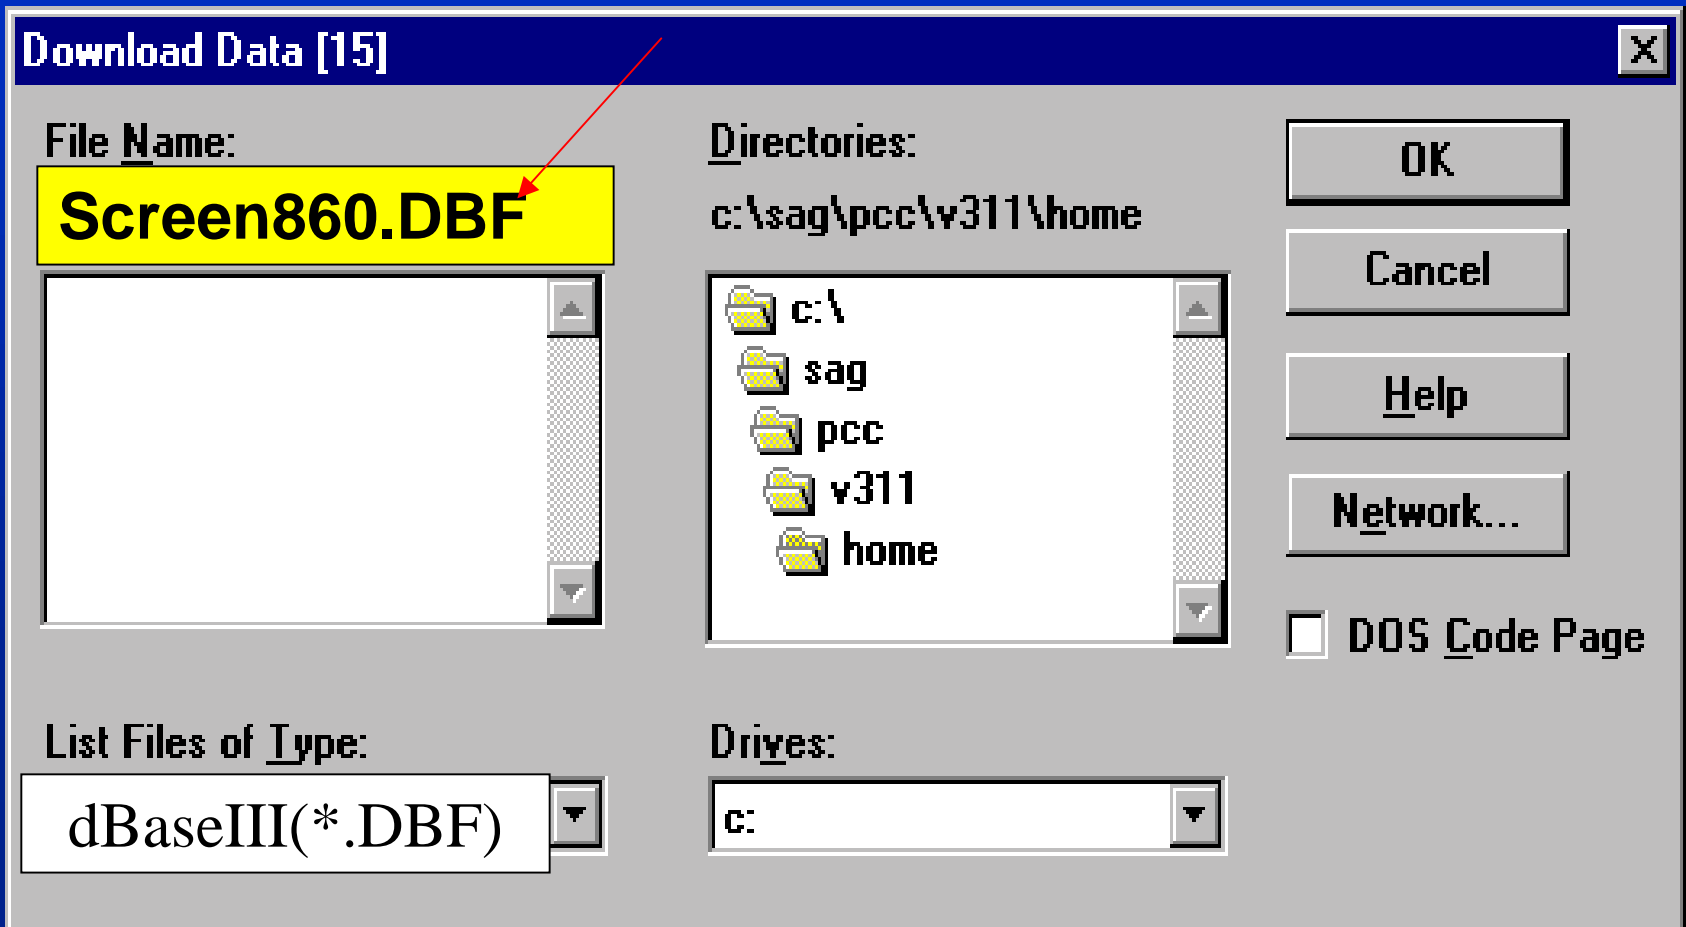 Download Data [15]
File Name:
Screen860.DBF
Directories:
c:\sag\pcc\v311\home
c:\
sag
pcc
v311
home
OK
Cancel
Help
Network...
DOS Code Page
List Files of Type:
dBaseIII(*.DBF)
Drives:
c: